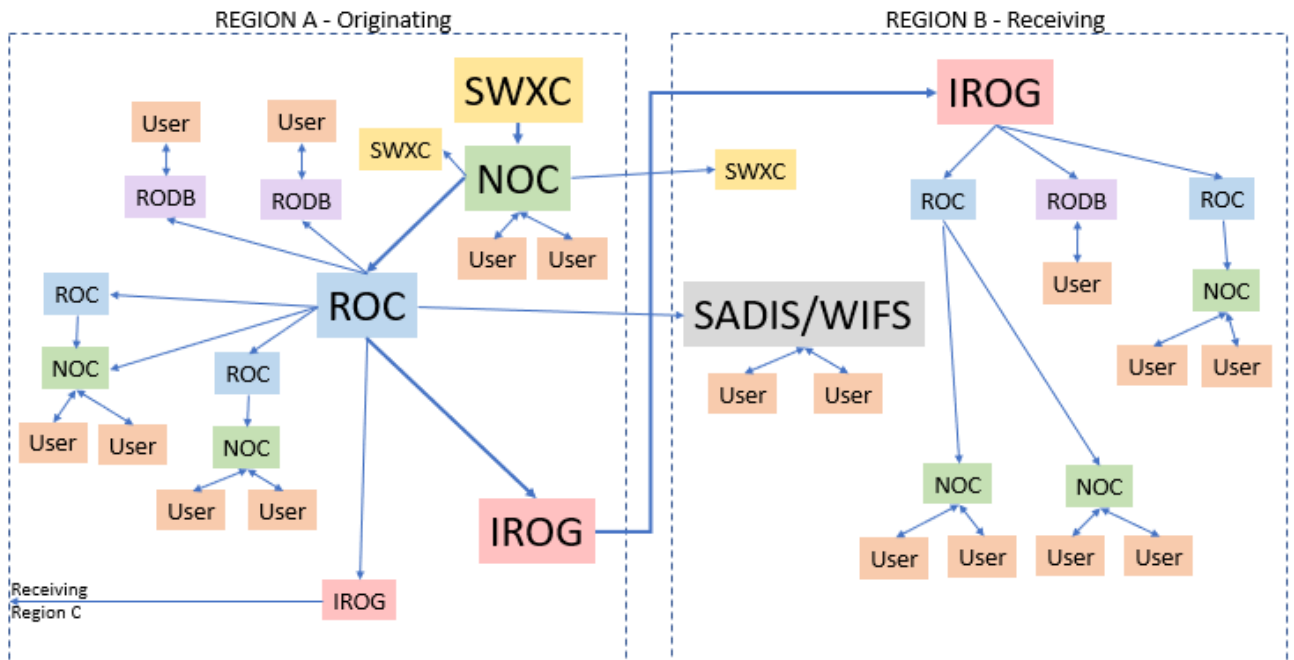 REGION A - Originating
REGION B - Receiving
SWXC
IROG
User
User
SWXC
NOC
SWXC
RODB
RODB
ROC
RODB
ROC
User
User
User
ROC
ROC
SADIS/WIFS
NOC
NOC
ROC
User
User
User
User
User
User
NOC
NOC
NOC
User
User
IROG
User
User
User
User
Receiving
Region C
IROG